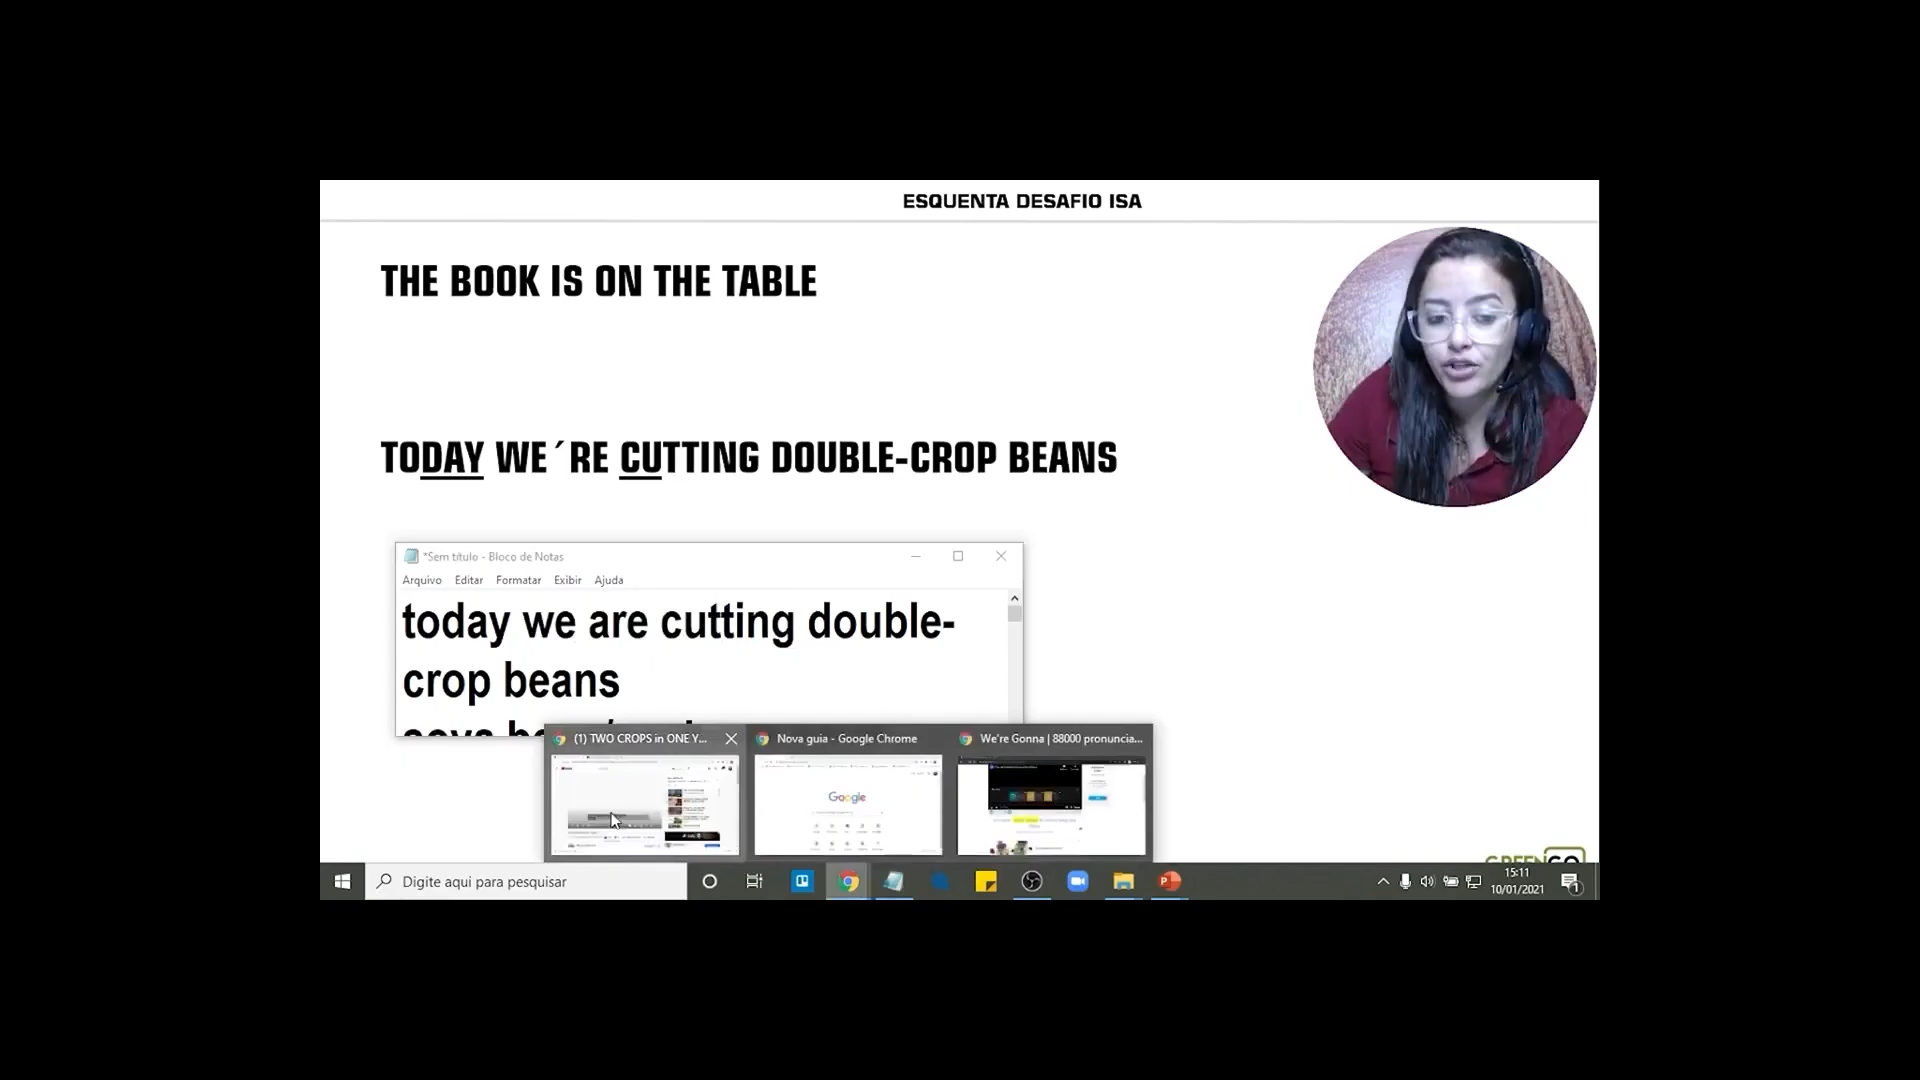 ESQUENTA DESAFIO ISA
THE BOOK IS ON THE TABLE
TODAY WE´RE CUTTING DOUBLE-CROP BEANS
*Sem título - Bloco de Notas
Arquivo Editar Formatar Exibir Ajuda
today we are cutting double-
crop beans
(1) TWO CROPS in ONE Y...
Nova guia - Google Chrome
We're Gonna | 88000 pronuncia...
Google
GREENGO
Digite aqui para pesquisar
15:11
10/01/2021
1